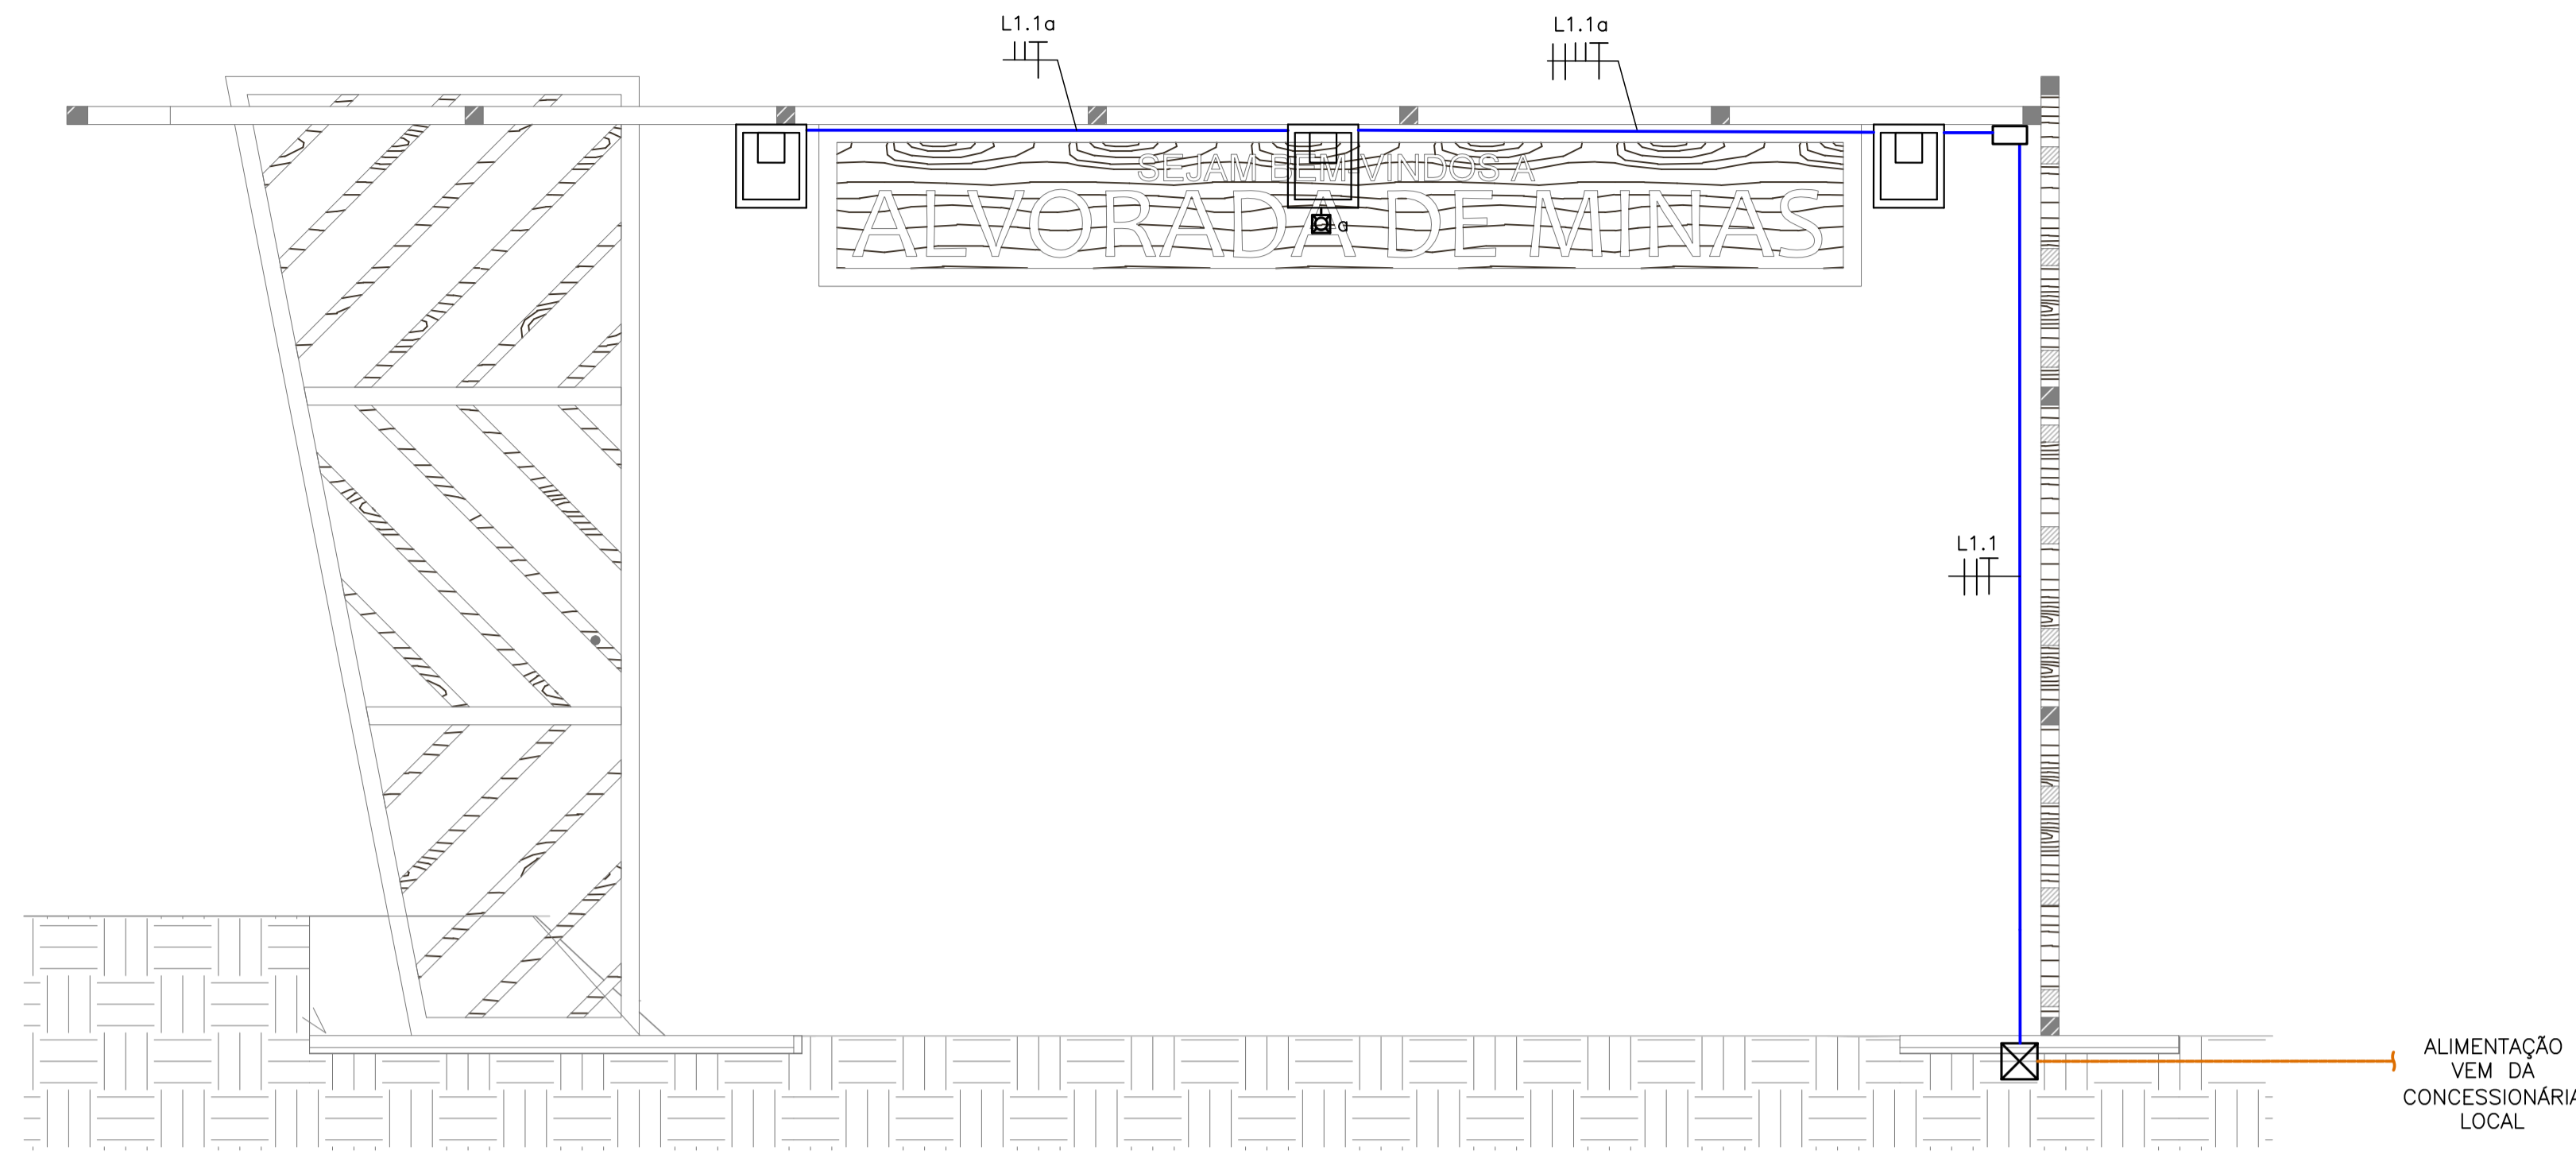 L1.1a
L1.1a
SEJAM BEM-VINDOS A
ALVORADA DE MINAS
a
L1.1
ALIMENTAÇÃO
VEM DA
CONCESSIONÁRIA
LOCAL